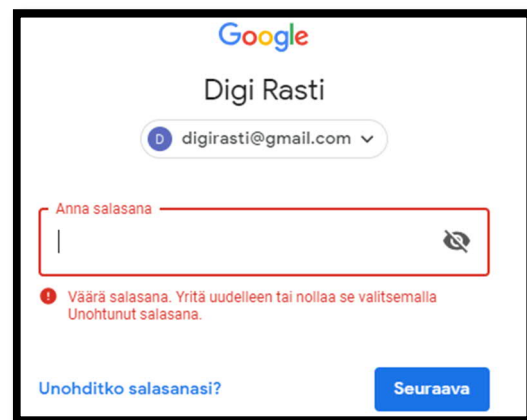 Google
Digi Rasti
D digirasti@gmail.com
Anna salasana
Väärä salasana. Yritä uudelleen tai nollaa se valitsemalla
Unohtunut salasana.
Unohditko salasanasi? Seuraava